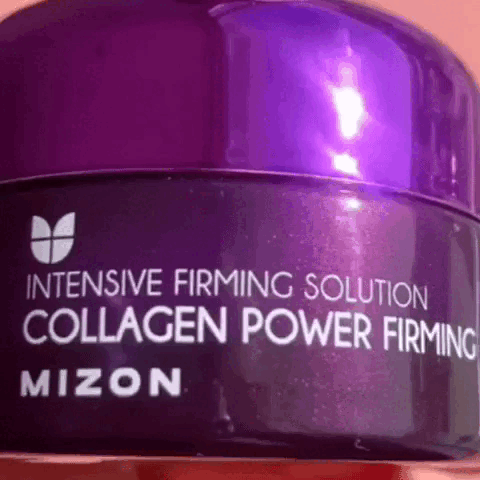 INTENSIVE FIRMING SOLUTION
COLLAGEN POWER FIRMING
MIZON